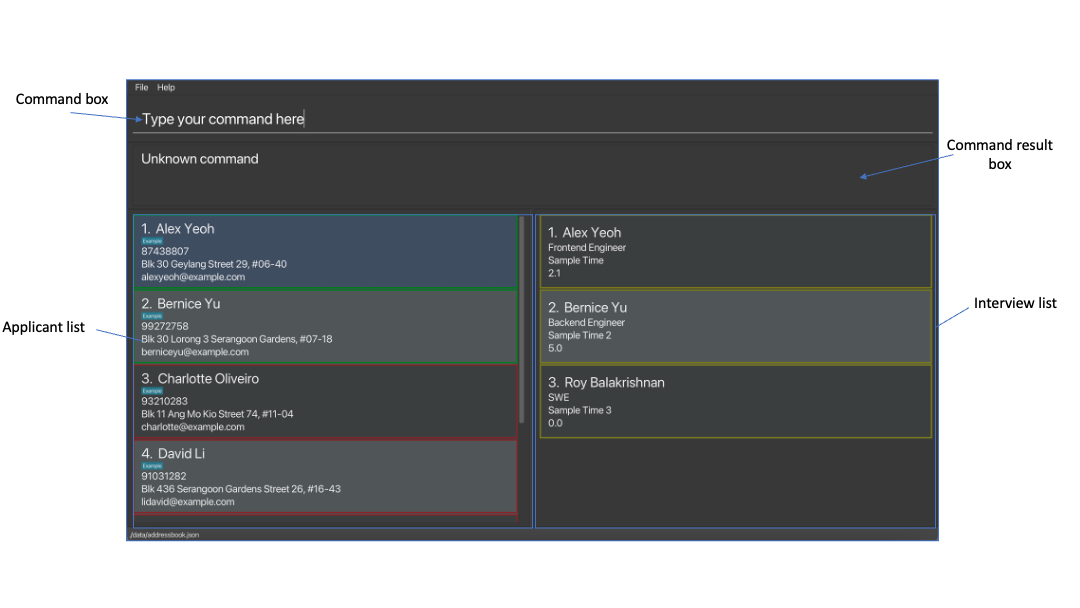 File Help
Command box
Type your command here
Unknown command
Command result
box
1. Alex Yeoh
Example
87438807
Blk 30 Geylang Street 29, #06-40
alexyeoh@example.com
2. Bernice Yu
Example
99272758
Blk 30 Lorong 3 Serangoon Gardens, #07-18
berniceyu@example.com
3. Charlotte Oliveiro
Example
93210283
Blk 11 Ang Mo Kio Street 74, #11-04
charlotte@example.com
4. David Li
Example
91031282
Blk 436 Serangoon Gardens Street 26, #16-43
lidavid@example.com
Applicant list
1. Alex Yeoh
Frontend Engineer
Sample Time
2.1
2. Bernice Yu
Backend Engineer
Sample Time 2
5.0
3. Roy Balakrishnan
SWE
Sample Time 3
0.0
Interview list
./data/addressbook.json